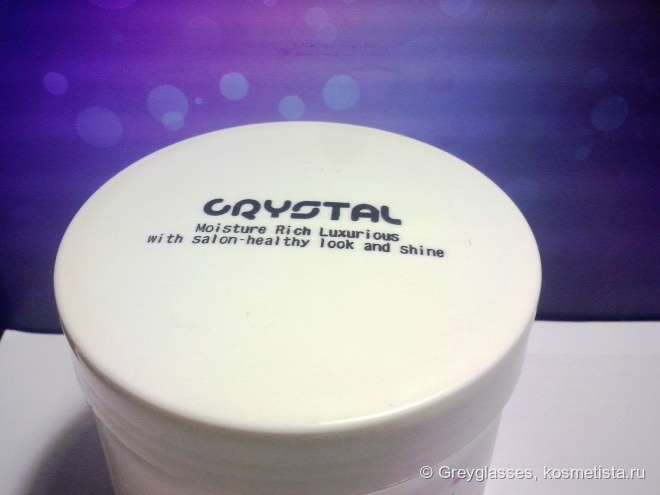 CRYSTAL
Moisture Rich Luxurious
with salon-healthy look and shine
© Greyglasses, kosmetista.ru